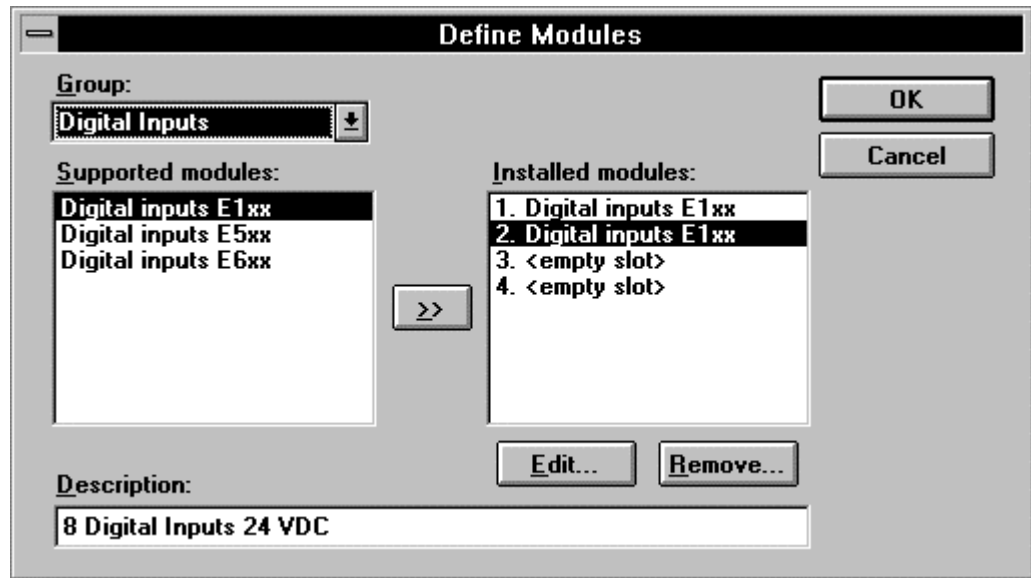 Define Modules
Group:
Digital Inputs
OK
Cancel
Supported modules:
Digital inputs E1xx
Digital inputs E5xx
Digital inputs E6xx
>>
Installed modules:
1. Digital inputs E1xx
2. Digital inputs E1xx
3. <empty slot>
4. <empty slot>
Edit...
Remove...
Description:
8 Digital Inputs 24 VDC